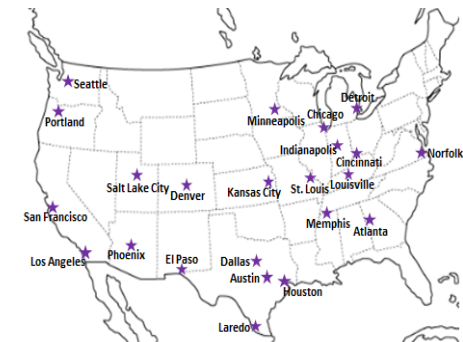 Seattle
Portland
Minneapolis
Detroit
Chicago
Indianapolis
Cincinnati
Norfolk
Salt Lake City
Denver
Kansas City
St. Louis
Louisville
San Francisco
Memphis
Atlanta
Los Angeles
Phoenix
El Paso
Dallas
Austin
Houston
Laredo